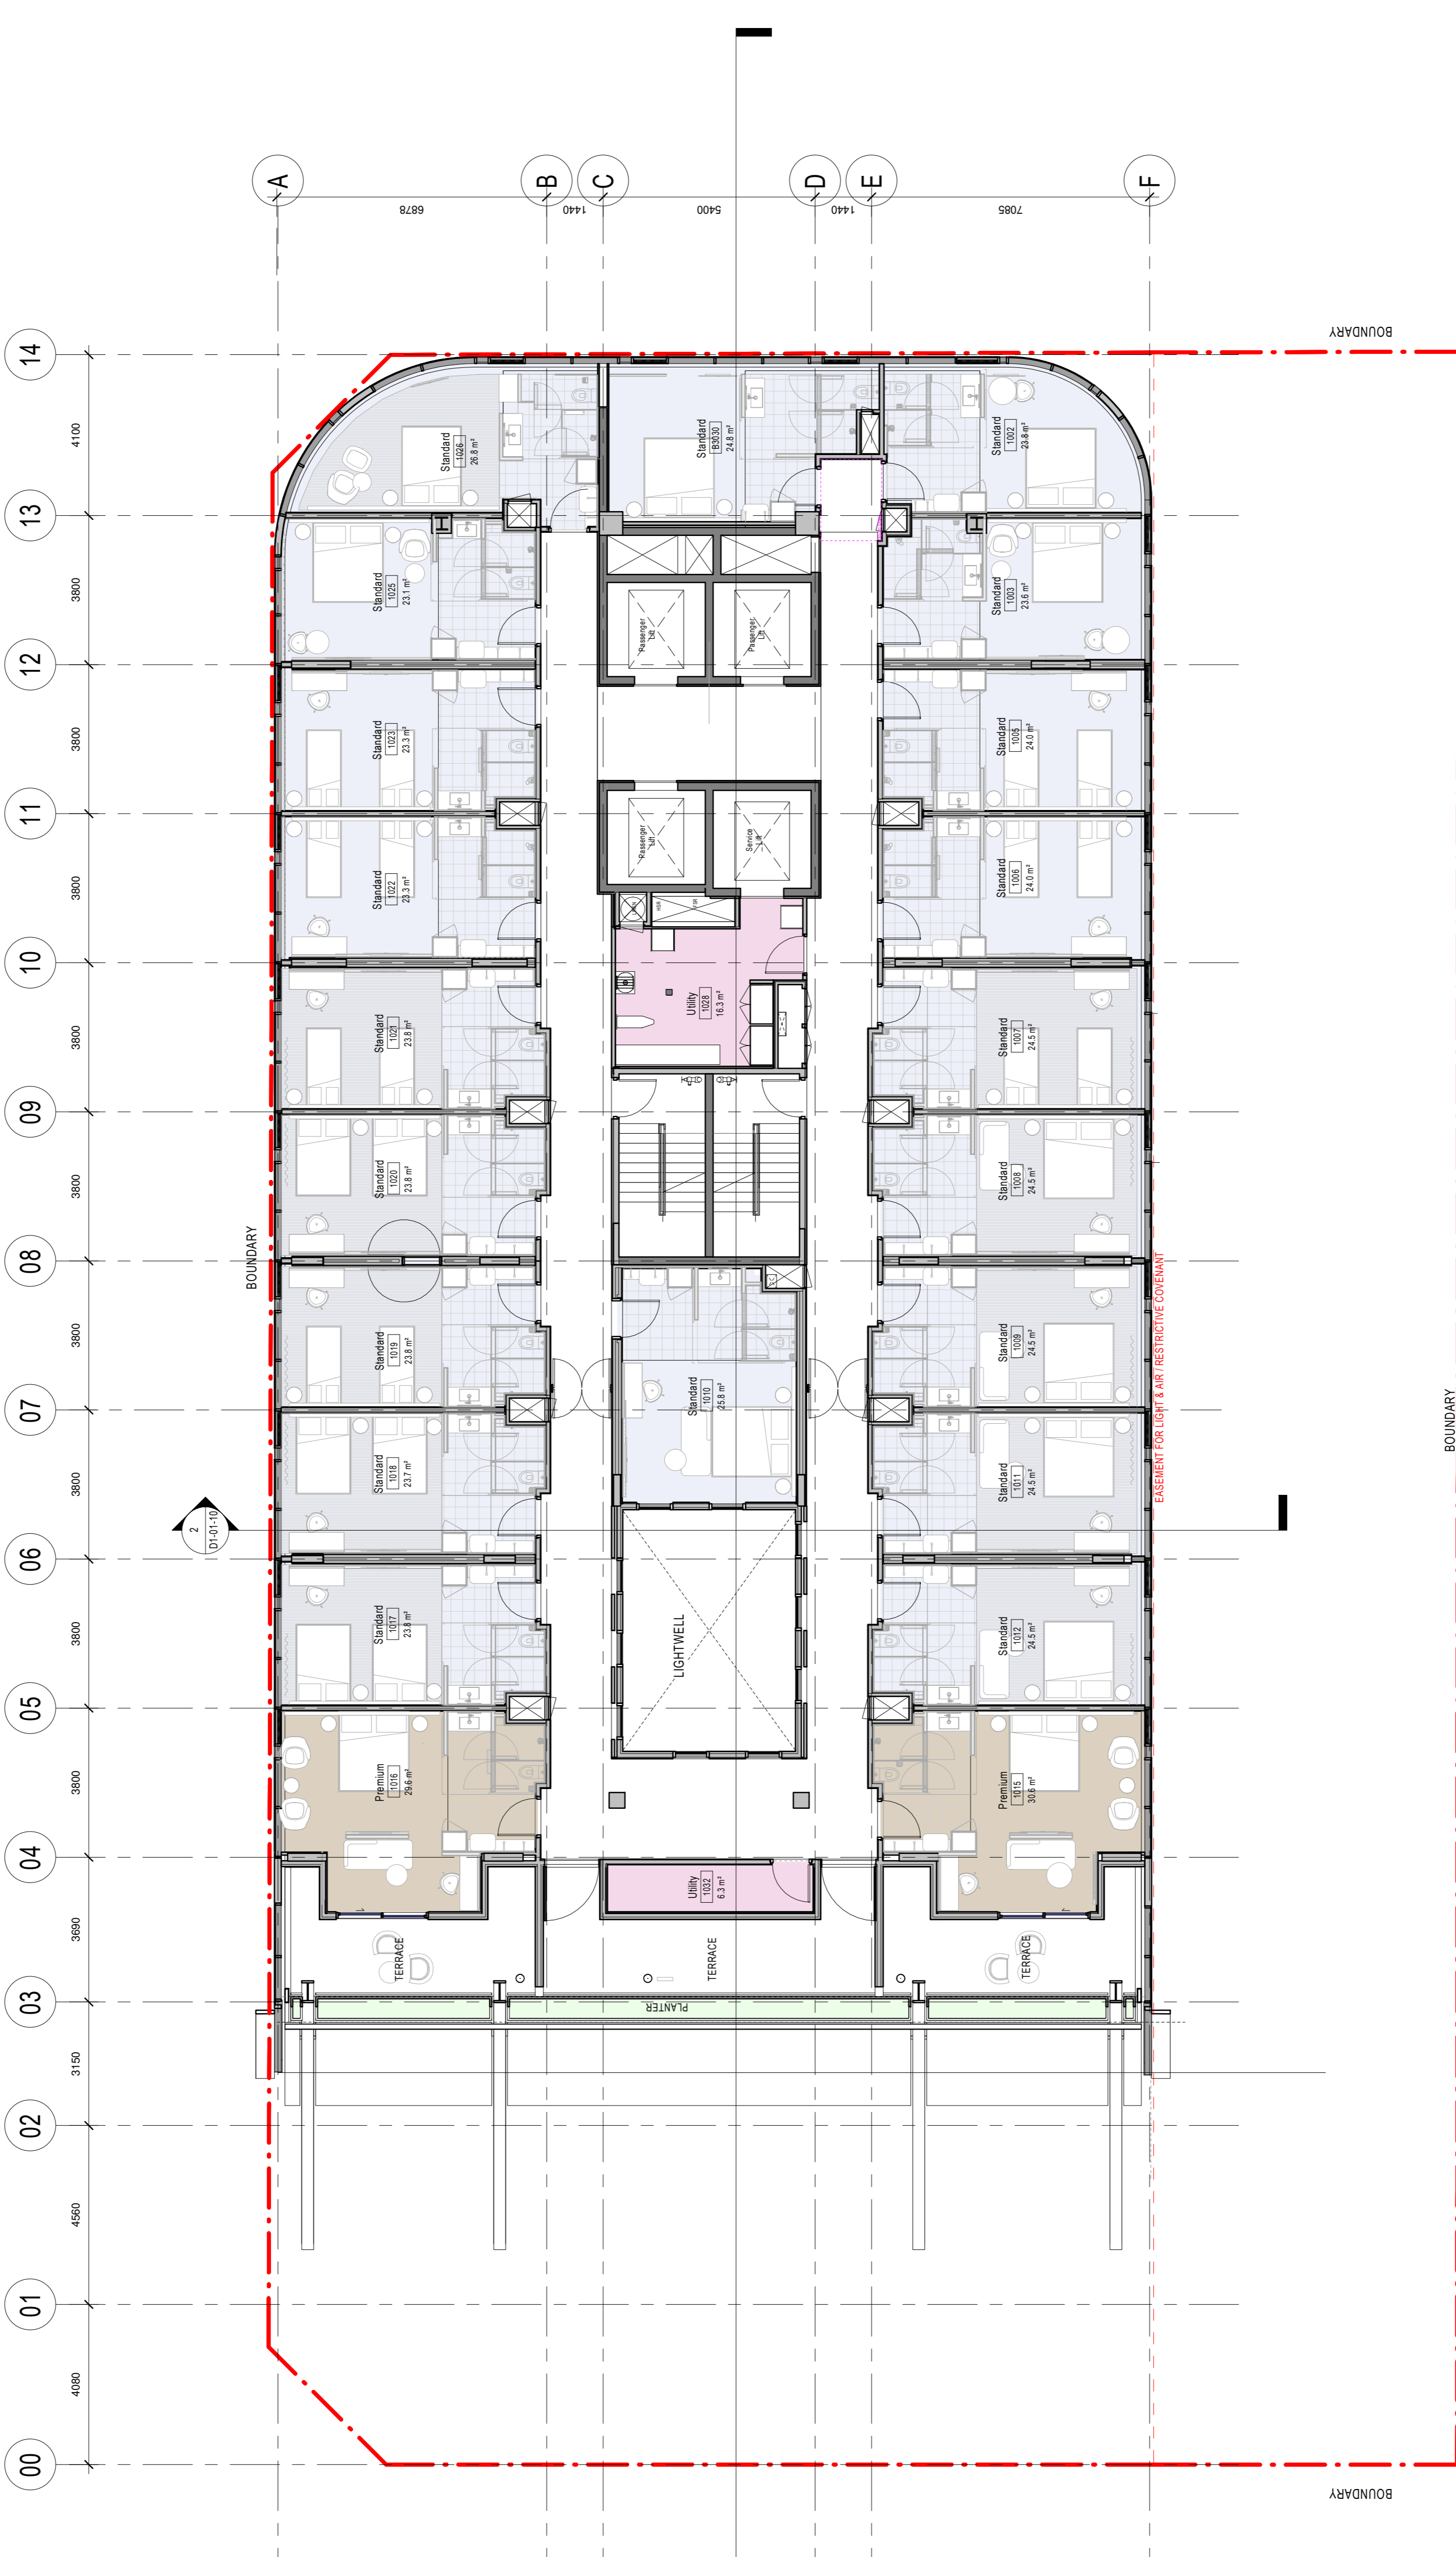 A
B
C
D
E
F
6878
1440
5400
1440
7085
BOUNDARY
14
4100
13
3800
12
3800
11
3800
10
3800
09
3800
08
3800
07
3800
06
3800
05
3800
04
3690
03
3150
02
4560
01
4080
00
Standard
1026
26.8 m²
Standard
B3030
24.8 m²
Standard
1002
23.8 m²
Standard
1025
23.1 m²
Passenger
Lift
Passenger
Lift
Standard
1003
23.6 m²
Standard
1023
23.3 m²
Standard
1005
24.0 m²
Standard
1022
23.3 m²
Passenger
Lift
Service
Lift
Standard
1006
24.0 m²
HSR
FSR
Standard
1021
23.8 m²
Utility
1028
16.3 m²
Standard
1007
24.5 m²
Standard
1020
23.8 m²
Standard
1008
24.5 m²
BOUNDARY
Standard
1019
23.8 m²
Standard
1010
25.8 m²
Standard
1009
24.5 m²
EASEMENT FOR LIGHT & AIR / RESTRICTIVE COVENANT
BOUNDARY
Standard
1018
23.7 m²
Standard
1011
24.5 m²
2
D1-01-10
Standard
1017
23.8 m²
LIGHTWELL
Standard
1012
24.5 m²
Premium
1016
29.6 m²
Premium
1015
30.6 m²
Utility
1032
6.3 m²
TERRACE
TERRACE
TERRACE
PLANTER
BOUNDARY